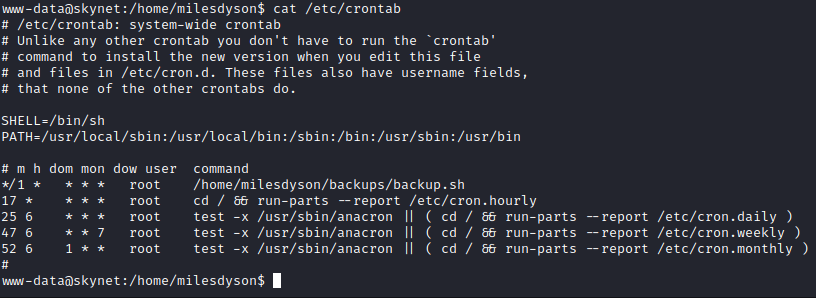 www-data@skynet:/home/milesdyson$ cat /etc/crontab
# /etc/crontab: system-wide crontab
# Unlike any other crontab you don't have to run the `crontab'
# command to install the new version when you edit this file
# and files in /etc/cron.d. These files also have username fields,
# that none of the other crontabs do.

SHELL=/bin/sh
PATH=/usr/local/sbin:/usr/local/bin:/sbin:/bin:/usr/sbin:/usr/bin

# m h dom mon dow user  command
*/1 *   * * *   root    /home/milesdyson/backups/backup.sh
17 *    * * *   root    cd / && run-parts --report /etc/cron.hourly
25 6    * * *   root    test -x /usr/sbin/anacron || ( cd / && run-parts --report /etc/cron.daily )
47 6    * * 7   root    test -x /usr/sbin/anacron || ( cd / && run-parts --report /etc/cron.weekly )
52 6    1 * *   root    test -x /usr/sbin/anacron || ( cd / && run-parts --report /etc/cron.monthly )
#
www-data@skynet:/home/milesdyson$